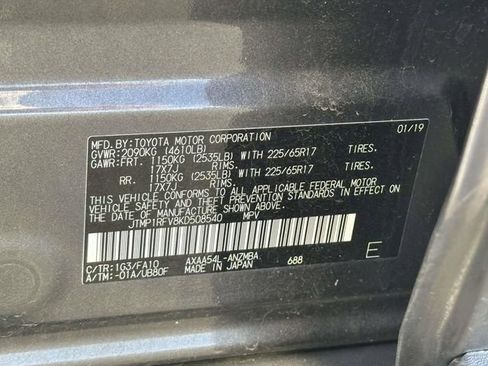 MFD. BY: TOYOTA MOTOR CORPORATION 01/19
GVWR: 2090KG (4610LB)
GAWR: FRT. 1150KG (2535LB) WITH 225/65R17 TIRES.
17X7J RIMS.
RR. 1150KG (2535LB) WITH 225/65R17 TIRES.
17X7J RIMS.
THIS VEHICLE CONFORMS TO ALL APPLICABLE FEDERAL MOTOR
VEHICLE SAFETY AND THEFT PREVENTION STANDARDS IN EFFECT
ON THE DATE OF MANUFACTURE SHOWN ABOVE.
JTMP1RFV8KD508540 MPV
C/TR: 1G3/FA10 AXAA54L-ANZMBA E
A/TM: -01A/UB80F MADE IN JAPAN 688